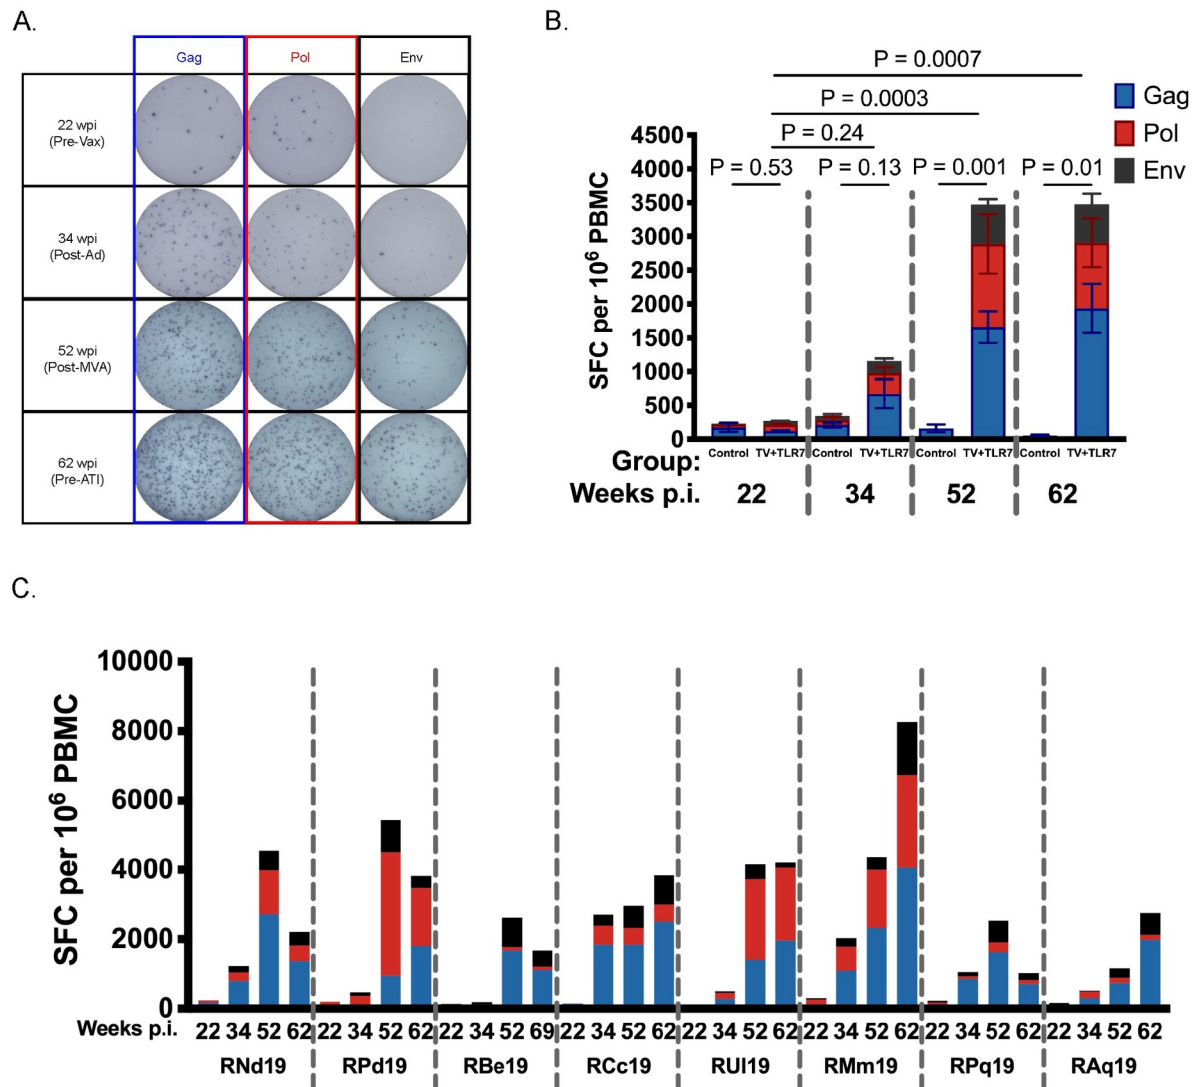 A.
Gag Pol Env
22 wpi
(Pre-Vax)
34 wpi
(Post-Ad)
52 wpi
(Post-MVA)
62 wpi
(Pre-ATI)
B.
P = 0.0007
P = 0.0003
P = 0.24
P = 0.53 P = 0.13 P = 0.001 P = 0.01
Gag
Pol
Env
SFC per 10⁶ PBMC
4500
4000
3500
3000
2500
2000
1500
1000
500
0
Group: Control TV+TLR7 Control TV+TLR7 Control TV+TLR7 Control TV+TLR7
Weeks p.i. 22 34 52 62
C.
SFC per 10⁶ PBMC
10000
8000
6000
4000
2000
0
Weeks p.i. 22 34 52 62 22 34 52 62 22 34 52 69 22 34 52 62 22 34 52 62 22 34 52 62 22 34 52 62 22 34 52 62
RNd19 RPd19 RBe19 RCc19 RUl19 RMm19 RPq19 RAq19